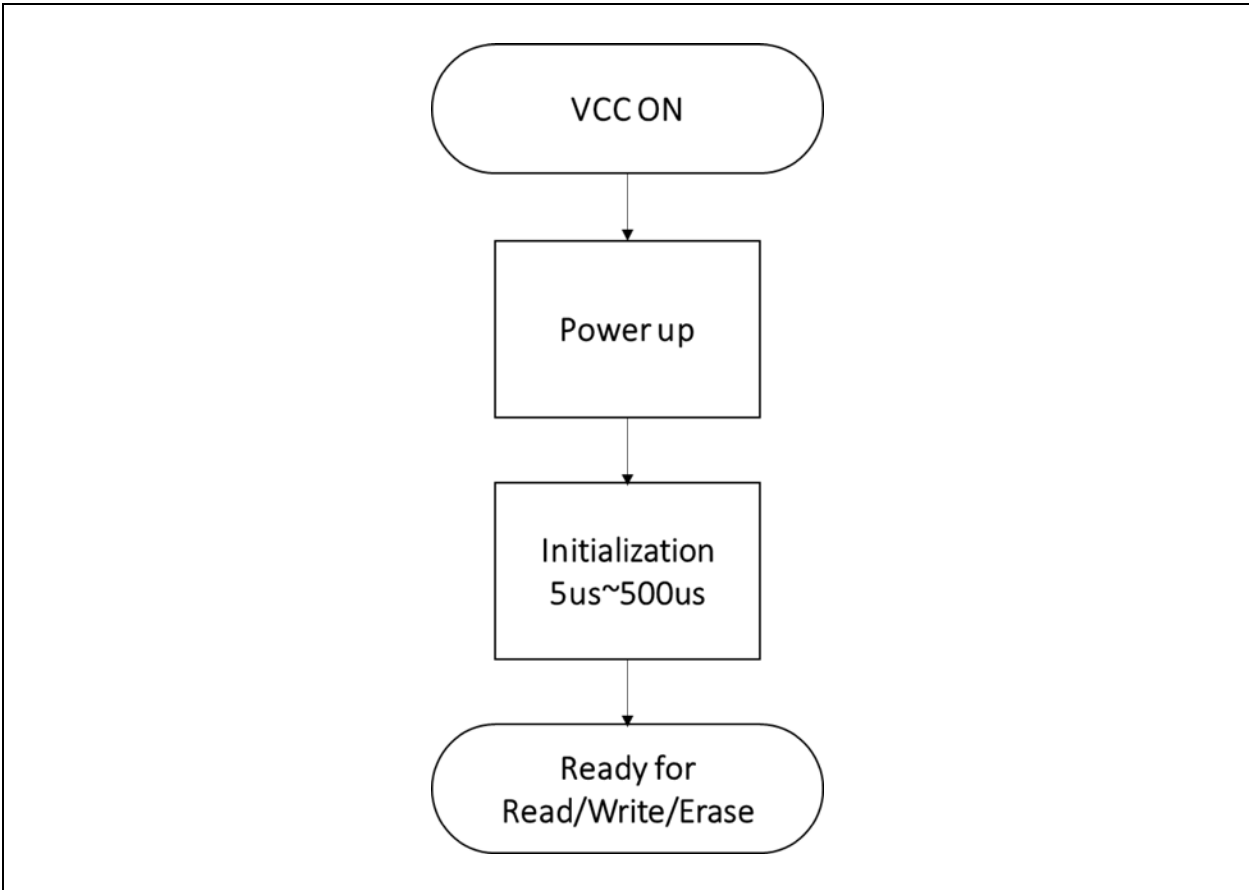 VCC ON
Power up
Initialization
5us~500us
Ready for
Read/Write/Erase